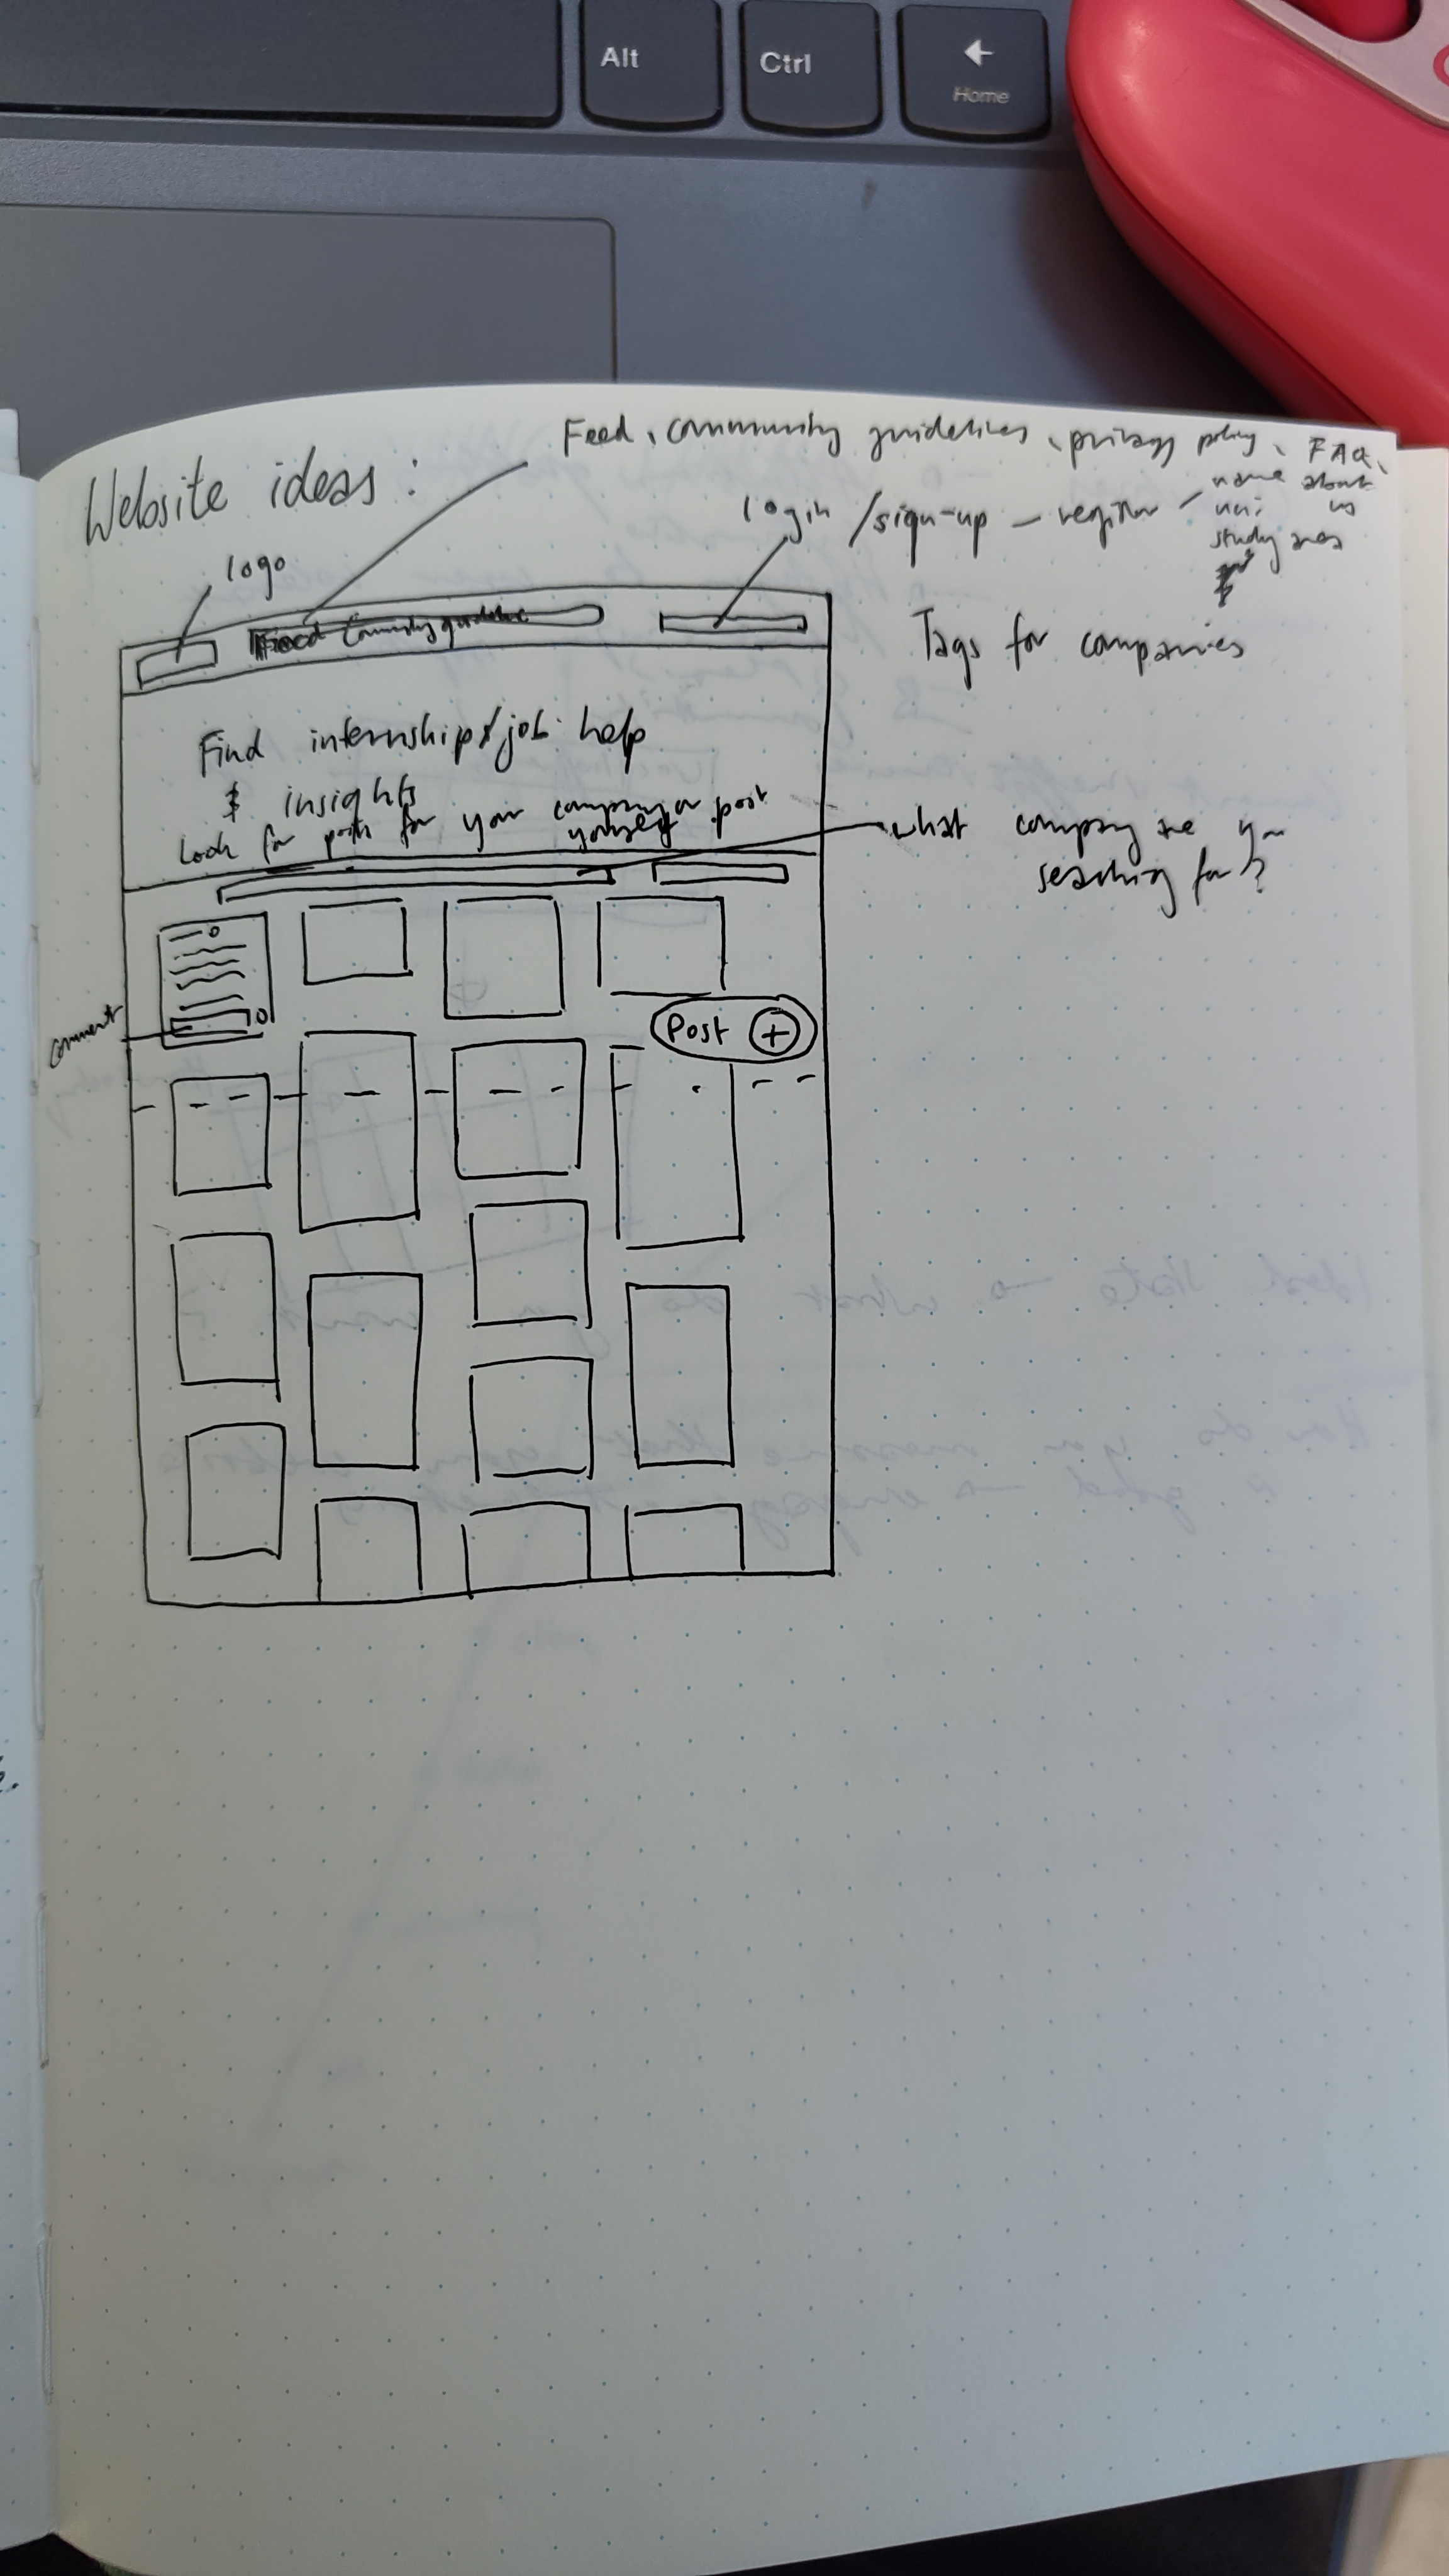 Alt
Ctrl
Home
Feed, community guidelines, privacy policy, FAQ,
about
us
Website ideas:
login /sign-up – register – name
uni
study area
logo
Feed Community guideline
Tags for companies
Find internships/job help
& insights
Look for posts for your company or post
yourself
what company are you
searching for?
comment
Post +